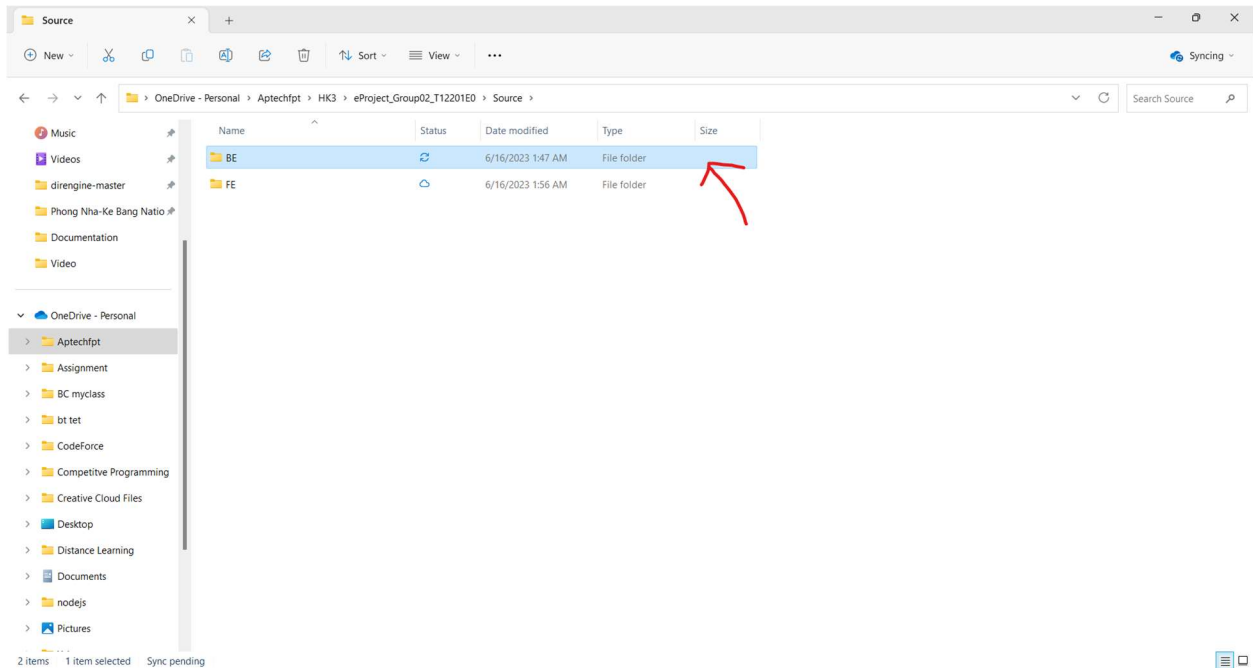 Source
New
Sort
View
Syncing
OneDrive - Personal > Aptechfpt > HK3 > eProject_Group02_T12201E0 > Source >
Search Source
Music
Videos
direngine-master
Phong Nha-Ke Bang Natio
Documentation
Video
OneDrive - Personal
Aptechfpt
Assignment
BC myclass
bt tet
CodeForce
Competitve Programming
Creative Cloud Files
Desktop
Distance Learning
Documents
nodejs
Pictures
Name Status Date modified Type Size
BE 6/16/2023 1:47 AM File folder
FE 6/16/2023 1:56 AM File folder
2 items 1 item selected Sync pending